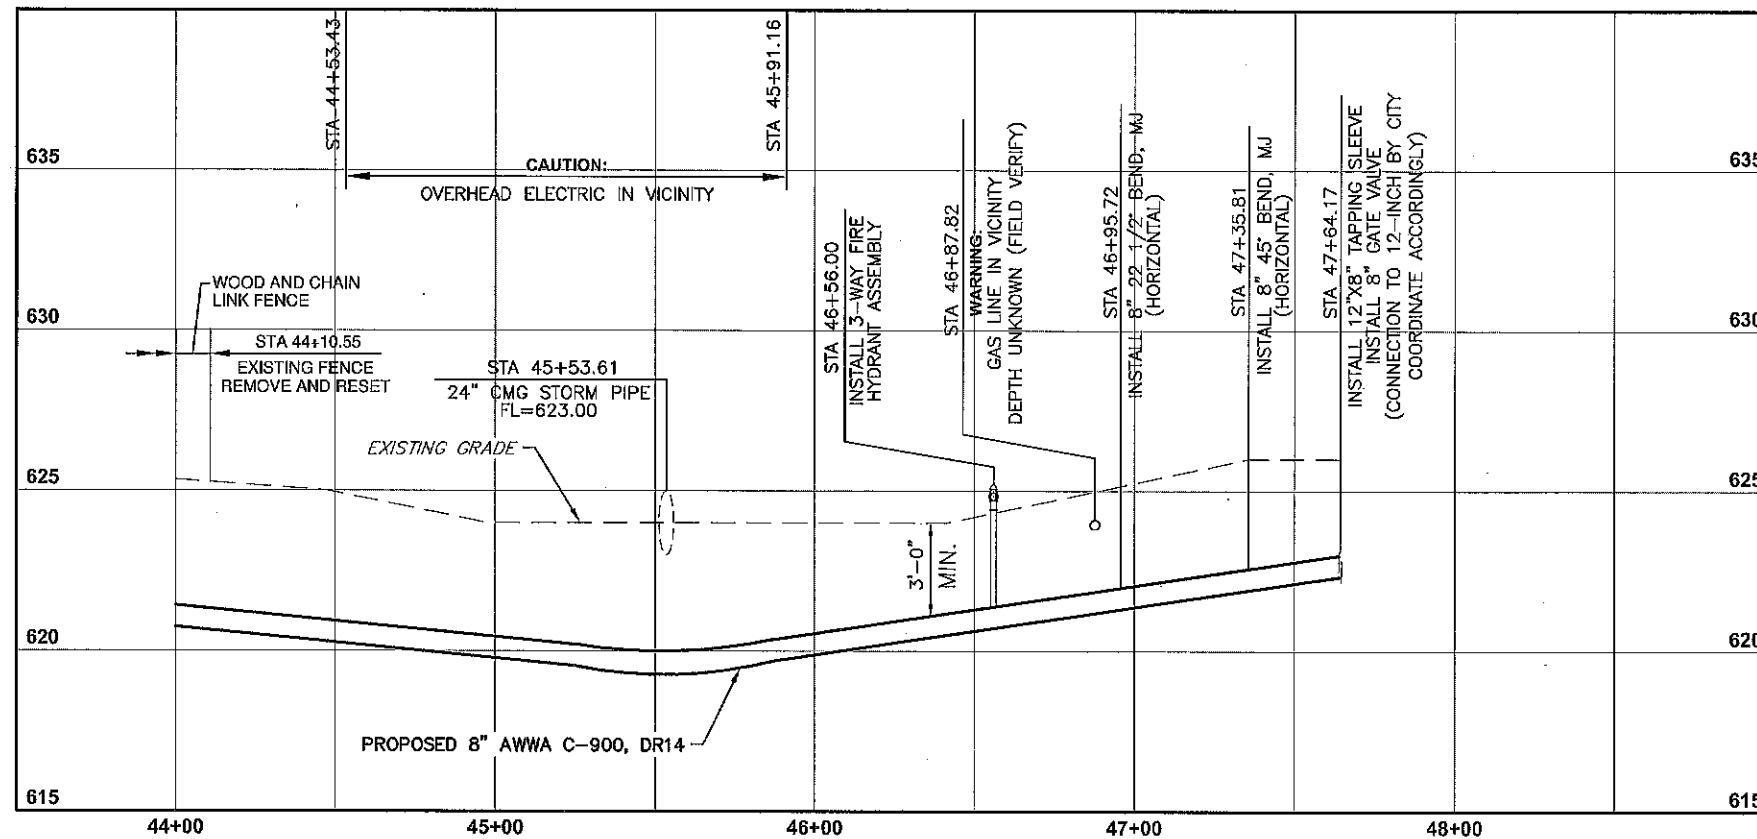 STA 44+53.43
STA 45+91.16
635
635
CAUTION:
OVERHEAD ELECTRIC IN VICINITY
WOOD AND CHAIN
LINK FENCE
630
630
STA 44+10.55
EXISTING FENCE
REMOVE AND RESET
STA 45+53.61
24" CMG STORM PIPE
FL=623.00
EXISTING GRADE
STA 46+56.00
INSTALL 3-WAY FIRE
HYDRANT ASSEMBLY
STA 46+87.82
WARNING:
GAS LINE IN VICINITY
DEPTH UNKNOWN (FIELD VERIFY)
STA 46+95.72
INSTALL 8" 22 1/2° BEND, MJ
(HORIZONTAL)
STA 47+35.81
INSTALL 8" 45° BEND, MJ
(HORIZONTAL)
STA 47+64.17
INSTALL 12"X8" TAPPING SLEEVE
INSTALL 8" GATE VALVE
(CONNECTION TO 12-INCH BY CITY
COORDINATE ACCORDINGLY)
625
625
3'-0"
MIN.
620
620
PROPOSED 8" AWWA C-900, DR14
615
615
44+00
45+00
46+00
47+00
48+00